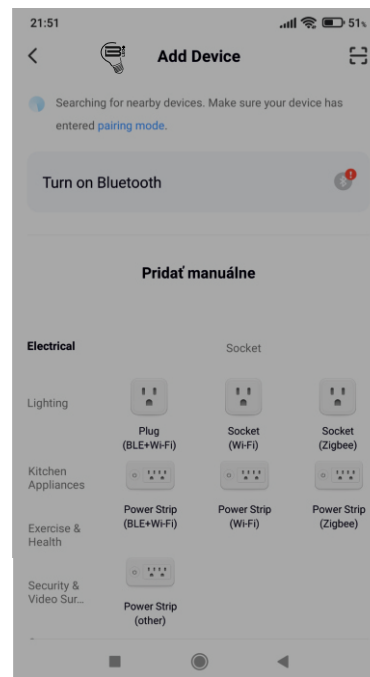 21:51
51%
Add Device
Searching for nearby devices. Make sure your device has
entered pairing mode.
Turn on Bluetooth
Pridať manuálne
Electrical
Socket
Lighting
Plug
(BLE+Wi-Fi)
Socket
(Wi-Fi)
Socket
(Zigbee)
Kitchen
Appliances
Power Strip
(BLE+Wi-Fi)
Power Strip
(Wi-Fi)
Power Strip
(Zigbee)
Exercise &
Health
Security &
Video Sur...
Power Strip
(other)